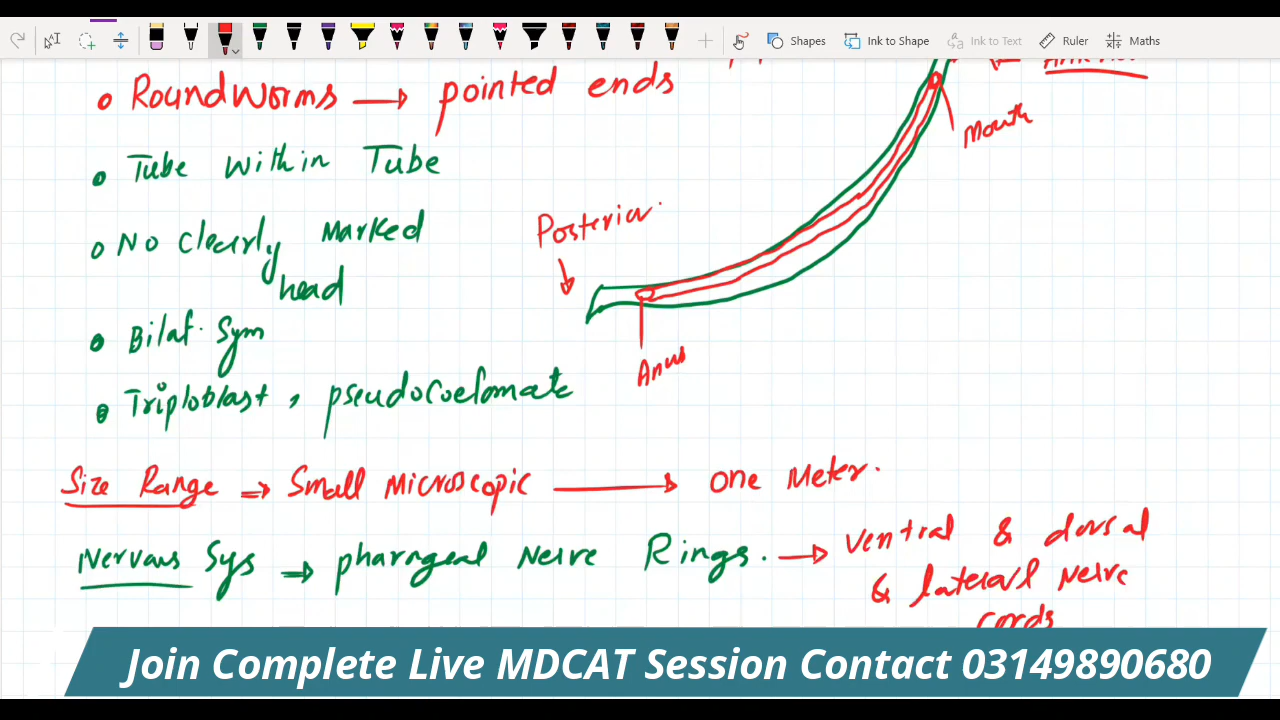 Shapes
Ink to Shape
Ink to Text
Ruler
Maths
Roundworms → pointed ends
Mouth
Tube within Tube
Posterior
No clearly Marked
head
Bilat. Sym
Anus
Triploblast, pseudocoelomate
Size Range ⇒ Small Microscopic → one Meter.
Nervous Sys ⇒ pharyngeal Nerve Rings. → ventral & dorsal
& lateral Nerve
cords
Join Complete Live MDCAT Session Contact 03149890680